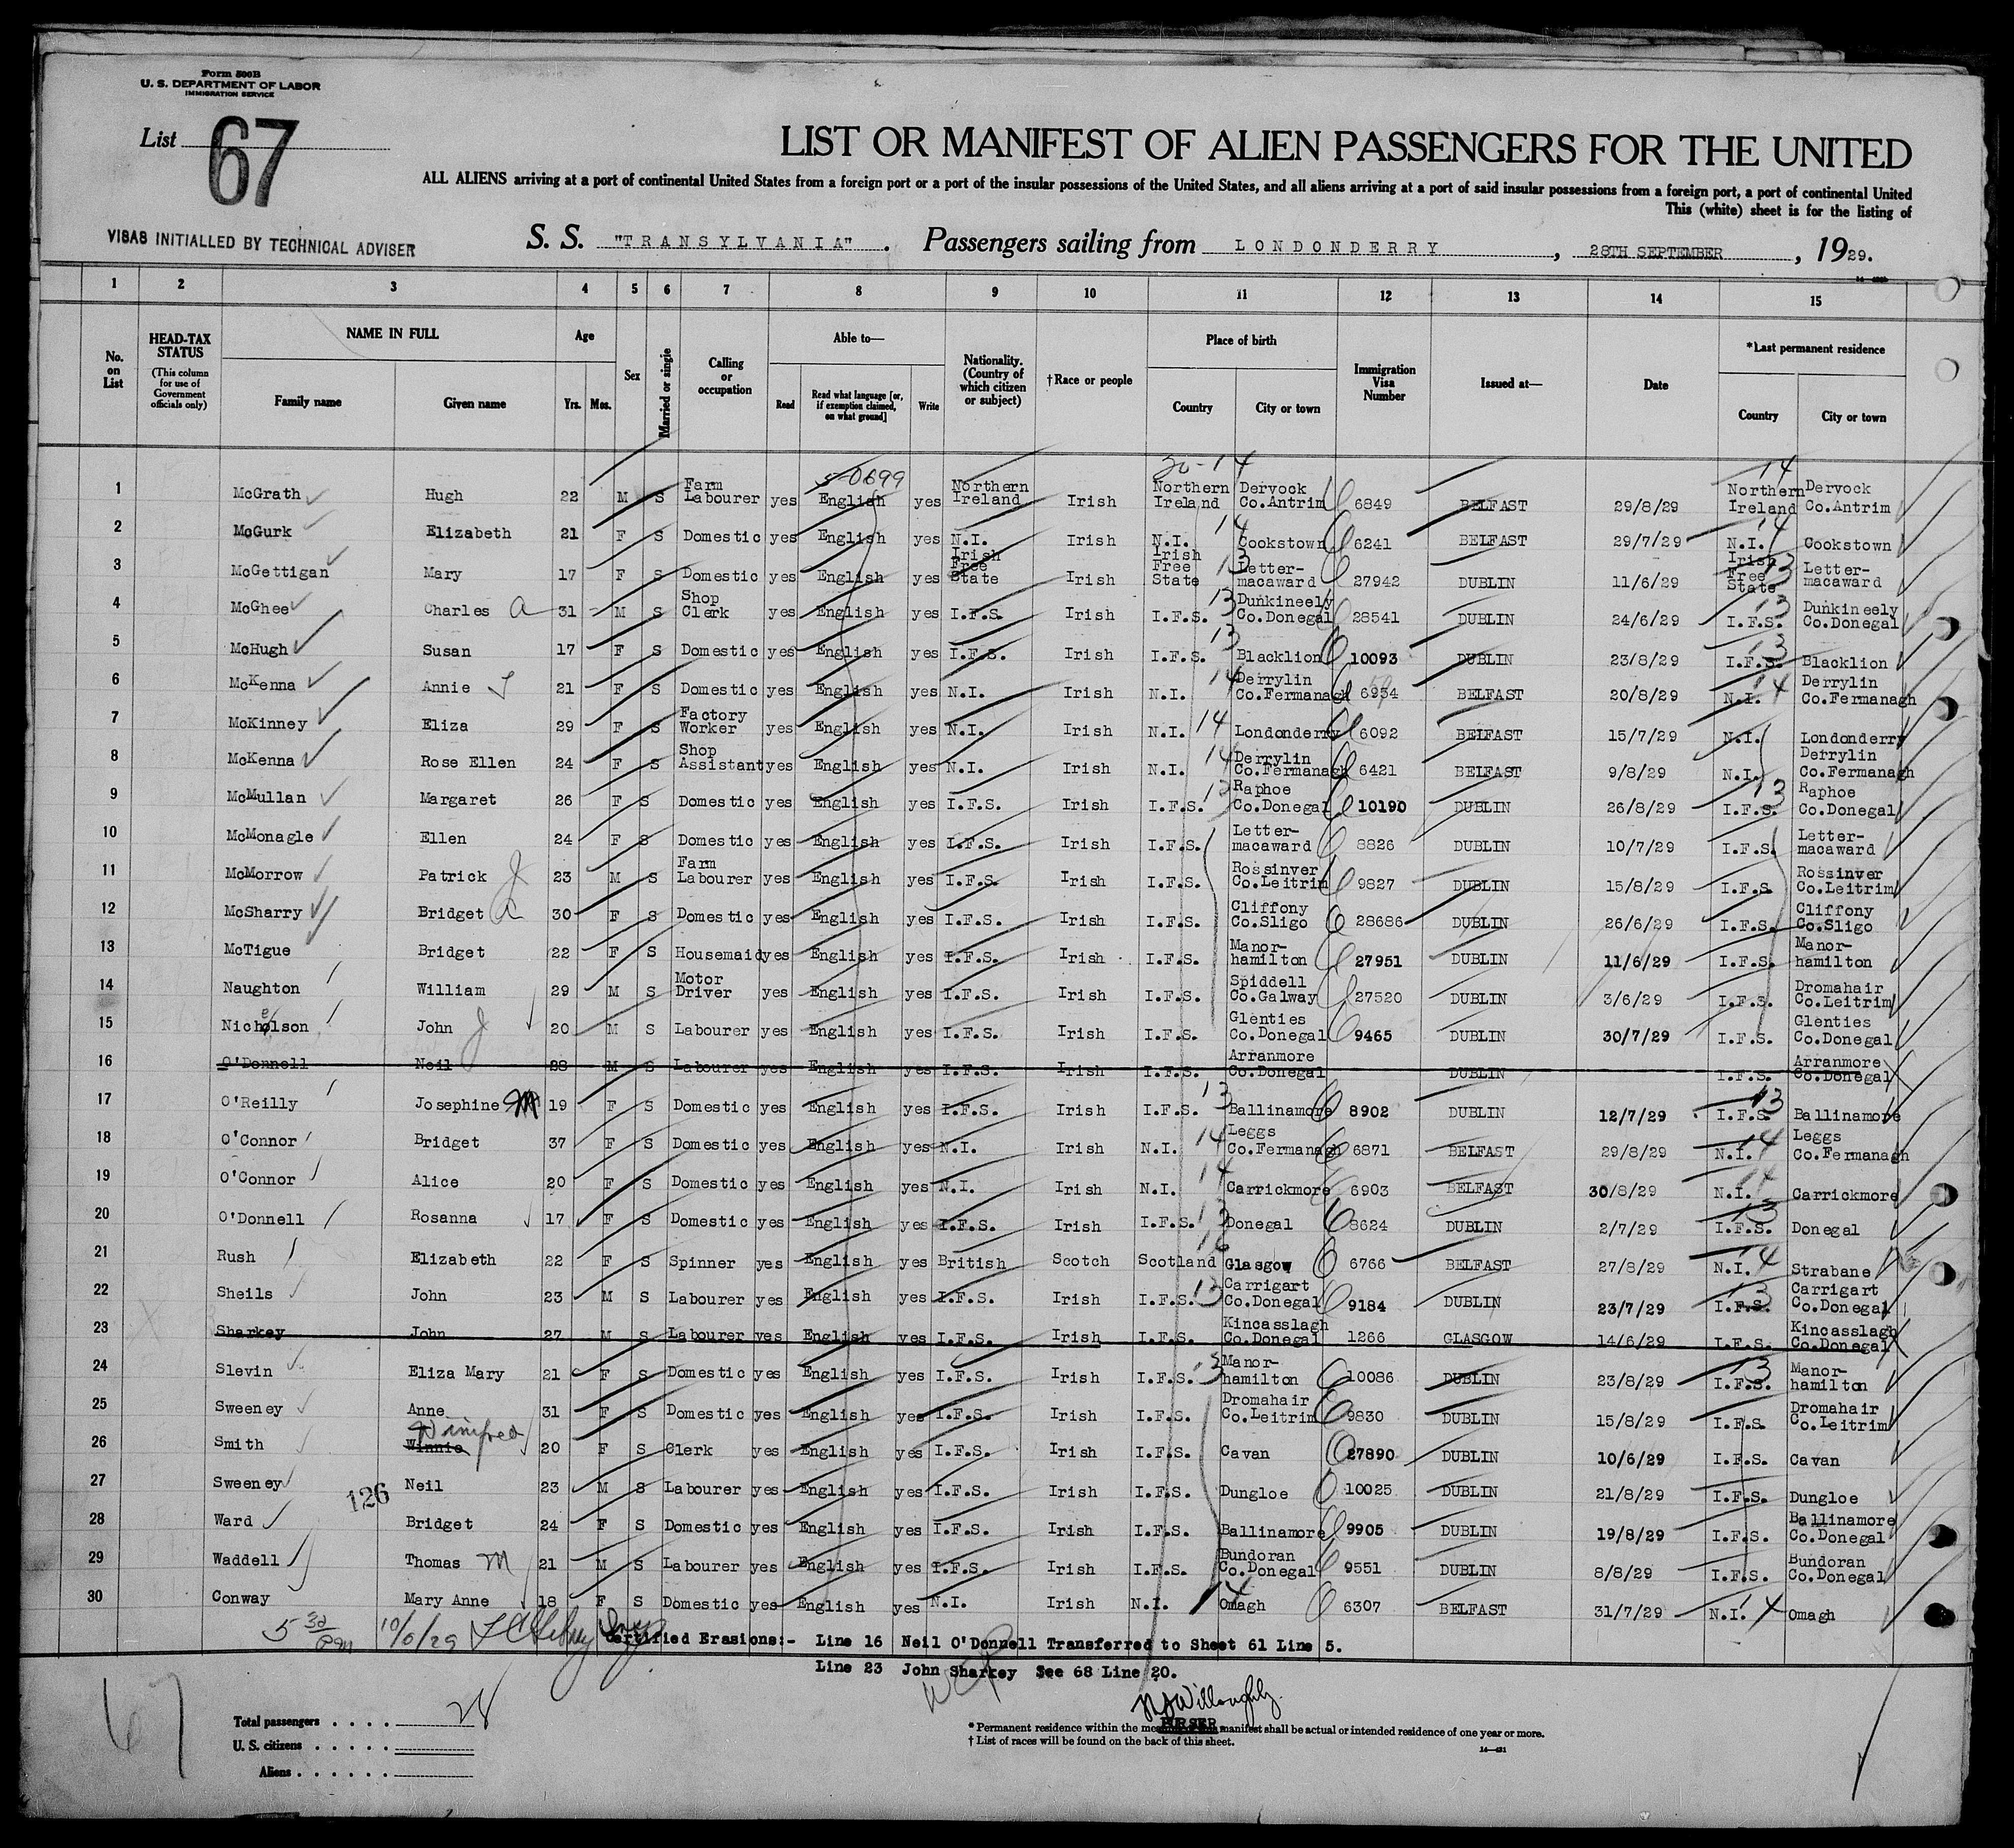 Form 500B
U. S. DEPARTMENT OF LABOR
IMMIGRATION SERVICE
List 67
LIST OR MANIFEST OF ALIEN PASSENGERS FOR THE UNITED
ALL ALIENS arriving at a port of continental United States from a foreign port or a port of the insular possessions of the United States, and all aliens arriving at a port of said insular possessions from a foreign port, a port of continental United
This (white) sheet is for the listing of
VISAS INITIALLED BY TECHNICAL ADVISER
S. S. "TRANSYLVANIA". Passengers sailing from LONDONDERRY, 28TH SEPTEMBER, 1929.
1 2 3 4 5 6 7 8 9 10 11 12 13 14 15
No. on List HEAD-TAX STATUS (This column for use of Government officials only) NAME IN FULL Family name Given name Age Yrs. Mos. Sex Married or single Calling or occupation Able to— Read Read what language [or, if exemption claimed, on what ground] Write Nationality. (Country of which citizen or subject) †Race or people Place of birth Country City or town Immigration Visa Number Issued at— Date *Last permanent residence Country City or town
1 McGrath Hugh 22 M S Farm Labourer yes English yes Northern Ireland Irish Northern Ireland Dervock Co.Antrim 6849 BELFAST 29/8/29 Northern Ireland Dervock Co.Antrim
2 McGurk Elizabeth 21 F S Domestic yes English yes N.I. Irish N.I. Cookstown 6241 BELFAST 29/7/29 N.I. Cookstown
3 McGettigan Mary 17 F S Domestic yes English yes Irish Free State Irish Irish Free State Letter-macaward 27942 DUBLIN 11/6/29 Irish Free State Letter-macaward
4 McGhee Charles A 31 M S Shop Clerk yes English yes I.F.S. Irish I.F.S. Dunkineely Co.Donegal 28541 DUBLIN 24/6/29 I.F.S. Dunkineely Co.Donegal
5 McHugh Susan 17 F S Domestic yes English yes I.F.S. Irish I.F.S. Blacklion 10093 DUBLIN 23/8/29 I.F.S. Blacklion
6 McKenna Annie 21 F S Domestic yes English yes N.I. Irish N.I. Derrylin Co.Fermanagh BELFAST 20/8/29 N.I. Derrylin Co.Fermanagh
7 McKinney Eliza 29 F S Factory Worker yes English yes N.I. Irish N.I. Londonderry 6092 BELFAST 15/7/29 N.I. Londonderry
8 McKenna Rose Ellen 24 F S Shop Assistant yes English yes N.I. Irish N.I. Derrylin Co.Fermanagh 6421 BELFAST 9/8/29 N.I. Derrylin Co.Fermanagh
9 McMullan Margaret 26 F S Domestic yes English yes I.F.S. Irish I.F.S. Raphoe Co.Donegal 10190 DUBLIN 26/8/29 I.F.S. Raphoe Co.Donegal
10 McMonagle Ellen 24 F S Domestic yes English yes I.F.S. Irish I.F.S. Letter-macaward 8826 DUBLIN 10/7/29 I.F.S. Letter-macaward
11 McMorrow Patrick J 23 M S Farm Labourer yes English yes I.F.S. Irish I.F.S. Rossinver Co.Leitrim 9827 DUBLIN 15/8/29 I.F.S. Rossinver Co.Leitrim
12 McSharry Bridget A 30 F S Domestic yes English yes I.F.S. Irish I.F.S. Cliffony Co.Sligo 28686 DUBLIN 26/6/29 I.F.S. Cliffony Co.Sligo
13 McTigue Bridget 22 F S Housemaid yes English yes I.F.S. Irish I.F.S. Manor-hamilton 27951 DUBLIN 11/6/29 I.F.S. Manor-hamilton
14 Naughton William 29 M S Motor Driver yes English yes I.F.S. Irish I.F.S. Spiddell Co.Galway 27520 DUBLIN 3/6/29 I.F.S. Dromahair Co.Leitrim
15 Nicholson John J 20 M S Labourer yes English yes I.F.S. Irish I.F.S. Glenties Co.Donegal 9465 DUBLIN 30/7/29 I.F.S. Glenties Co.Donegal
16 O'Donnell Neil 28 M S Labourer yes English yes I.F.S. Irish I.F.S. Arranmore Co.Donegal DUBLIN I.F.S. Arranmore Co.Donegal
17 O'Reilly Josephine M 19 F S Domestic yes English yes I.F.S. Irish I.F.S. Ballinamore 8902 DUBLIN 12/7/29 I.F.S. Ballinamore
18 O'Connor Bridget 37 F S Domestic yes English yes N.I. Irish N.I. Leggs Co.Fermanagh 6871 BELFAST 29/8/29 N.I. Leggs Co.Fermanagh
19 O'Connor Alice 20 F S Domestic yes English yes N.I. Irish N.I. Carrickmore 6903 BELFAST 30/8/29 N.I. Carrickmore
20 O'Donnell Rosanna 17 F S Domestic yes English yes I.F.S. Irish I.F.S. Donegal 8624 DUBLIN 2/7/29 I.F.S. Donegal
21 Rush Elizabeth 22 F S Spinner yes English yes British Scotch Scotland Glasgow 6766 BELFAST 27/8/29 N.I. Strabane
22 Sheils John 23 M S Labourer yes English yes I.F.S. Irish I.F.S. Carrigart Co.Donegal 9184 DUBLIN 23/7/29 I.F.S. Carrigart Co.Donegal
23 Sharkey John 27 M S Labourer yes English yes I.F.S. Irish I.F.S. Kincasslagh Co.Donegal 1266 GLASGOW 14/6/29 I.F.S. Kincasslagh Co.Donegal
24 Slevin Eliza Mary 21 F S Domestic yes English yes I.F.S. Irish I.F.S. Manor-hamilton 10086 DUBLIN 23/8/29 I.F.S. Manor-hamilton
25 Sweeney Anne 31 F S Domestic yes English yes I.F.S. Irish I.F.S. Dromahair Co.Leitrim 9830 DUBLIN 15/8/29 I.F.S. Dromahair Co.Leitrim
26 Smith Winnie Winifred 20 F S Clerk yes English yes I.F.S. Irish I.F.S. Cavan 27890 DUBLIN 10/6/29 I.F.S. Cavan
27 Sweeney Neil 23 M S Labourer yes English yes I.F.S. Irish I.F.S. Dungloe 10025 DUBLIN 21/8/29 I.F.S. Dungloe
126
28 Ward Bridget 24 F S Domestic yes English yes I.F.S. Irish I.F.S. Ballinamore 9905 DUBLIN 19/8/29 I.F.S. Ballinamore Co.Donegal
29 Waddell Thomas M 21 M S Labourer yes English yes I.F.S. Irish I.F.S. Bundoran Co.Donegal 9551 DUBLIN 8/8/29 I.F.S. Bundoran Co.Donegal
30 Conway Mary Anne 18 F S Domestic yes English yes N.I. Irish N.I. Omagh 6307 BELFAST 31/7/29 N.I. Omagh
Certified Erasions:- Line 16 Neil O'Donnell Transferred to Sheet 61 Line 5.
Line 23 John Sharkey See 68 Line 20.
67
Total passengers . . . . 28
U. S. citizens . . . . .
Aliens . . . . . .
Willoughby
PURSER
* Permanent residence within the meaning of this manifest shall be actual or intended residence of one year or more.
† List of races will be found on the back of this sheet.